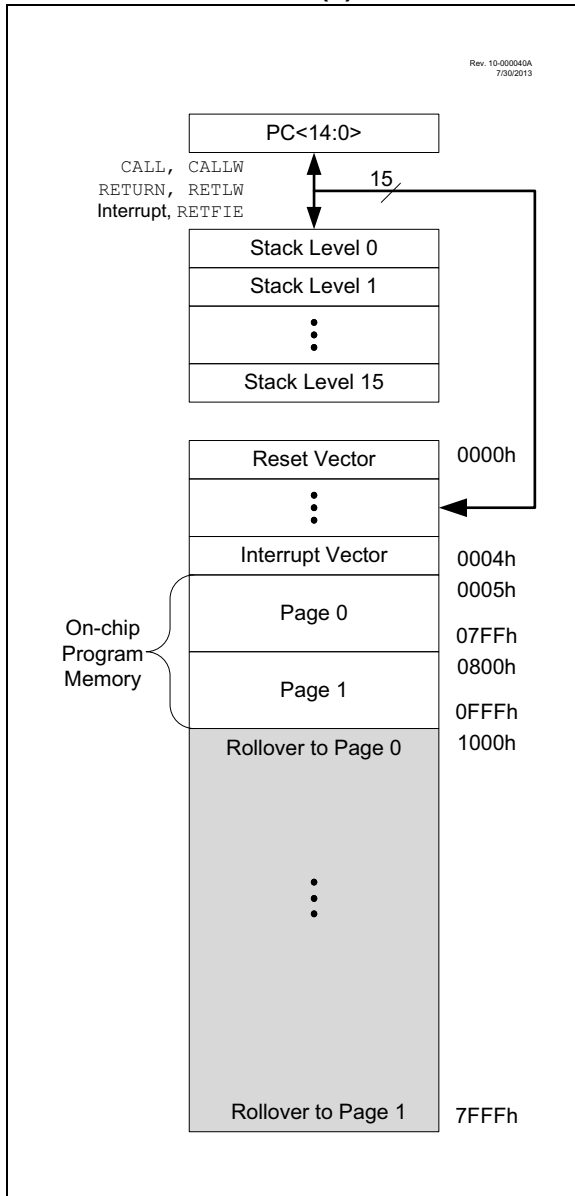 Rev. 10-000040A
7/30/2013
PC<14:0>
CALL, CALLW
RETURN, RETLW
Interrupt, RETFIE
15
Stack Level 0
Stack Level 1
Stack Level 15
Reset Vector
0000h
Interrupt Vector
0004h
0005h
On-chip
Program
Memory
Page 0
07FFh
0800h
Page 1
0FFFh
Rollover to Page 0
1000h
Rollover to Page 1
7FFFh